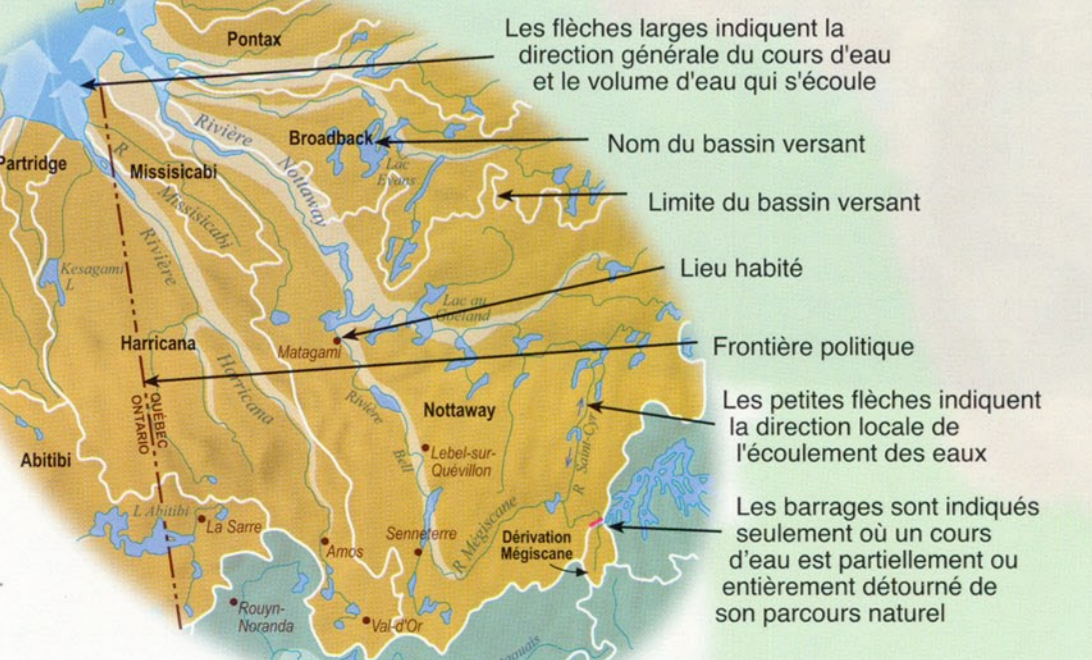 Pontax
Les flèches larges indiquent la
direction générale du cours d'eau
et le volume d'eau qui s'écoule
Rivière
Nottaway
Broadback
Nom du bassin versant
Lac
Evans
Partridge
R
Missisicabi
Missisicabi
Limite du bassin versant
Rivière
Harricana
Kesagami
L
Lieu habité
Lac au
Goéland
Harricana
Matagami
Frontière politique
Rivière
Bell
Nottaway
Les petites flèches indiquent
la direction locale de
l'écoulement des eaux
QUÉBEC
ONTARIO
Abitibi
Lebel-sur-
Quévillon
R Saint-Cyr
L Abitibi
La Sarre
Amos
Senneterre
R Mégiscane
Dérivation
Mégiscane
Les barrages sont indiqués
seulement où un cours
d'eau est partiellement ou
entièrement détourné de
son parcours naturel
Rouyn-
Noranda
Val-d'Or